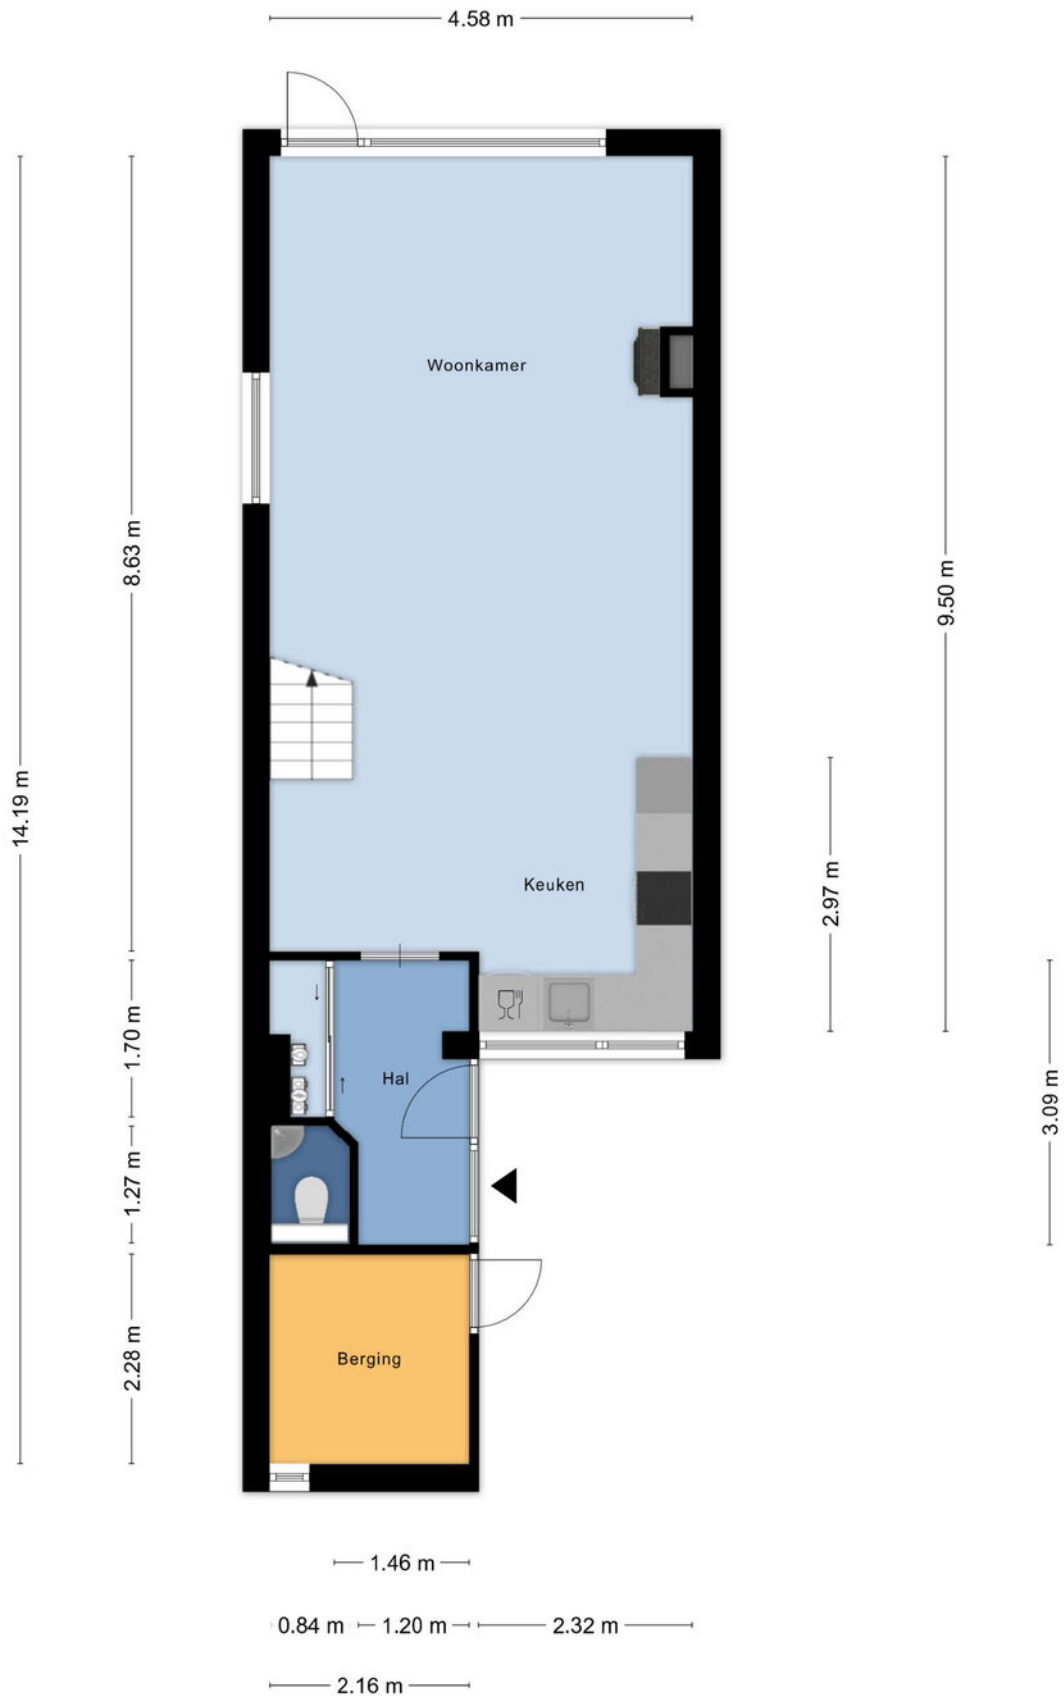 4.58 m
Woonkamer
8.63 m
9.50 m
14.19 m
Keuken
2.97 m
1.70 m
Hal
3.09 m
1.27 m
2.28 m
Berging
1.46 m
0.84 m 1.20 m 2.32 m
2.16 m